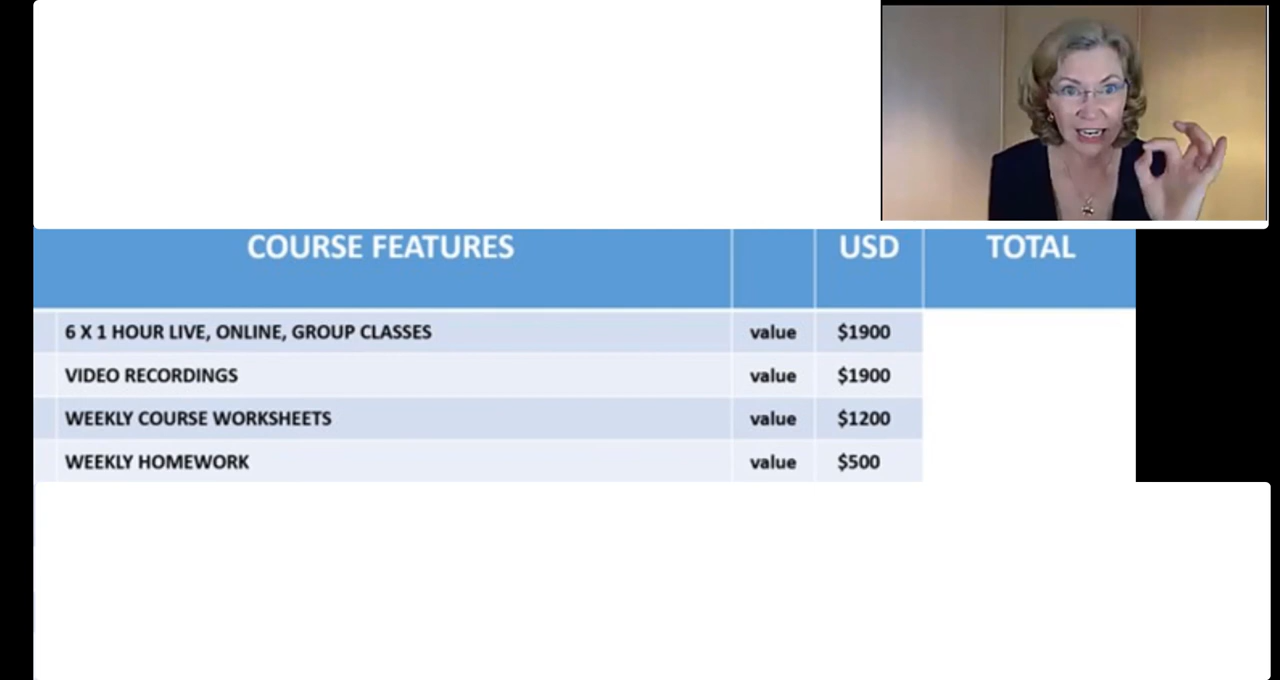 COURSE FEATURES USD TOTAL
6 X 1 HOUR LIVE, ONLINE, GROUP CLASSES value $1900
VIDEO RECORDINGS value $1900
WEEKLY COURSE WORKSHEETS value $1200
WEEKLY HOMEWORK value $500